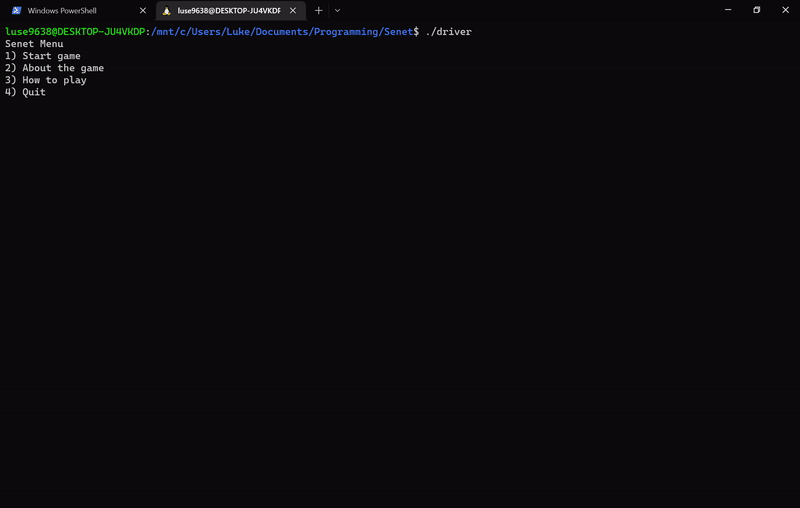 Windows PowerShell
luse9638@DESKTOP-JU4VKDP
luse9638@DESKTOP-JU4VKDP:/mnt/c/Users/Luke/Documents/Programming/Senet$ ./driver
Senet Menu
1) Start game
2) About the game
3) How to play
4) Quit